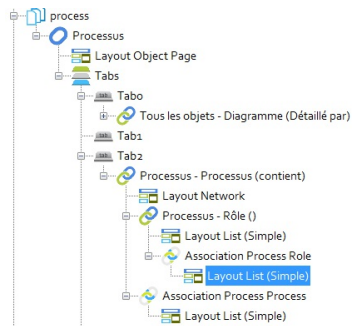 process
Processus
Layout Object Page
Tabs
Tab0
Tous les objets - Diagramme (Détaillé par)
Tab1
Tab2
Processus - Processus (contient)
Layout Network
Processus - Rôle ()
Layout List (Simple)
Association Process Role
Layout List (Simple)
Association Process Process
Layout List (Simple)